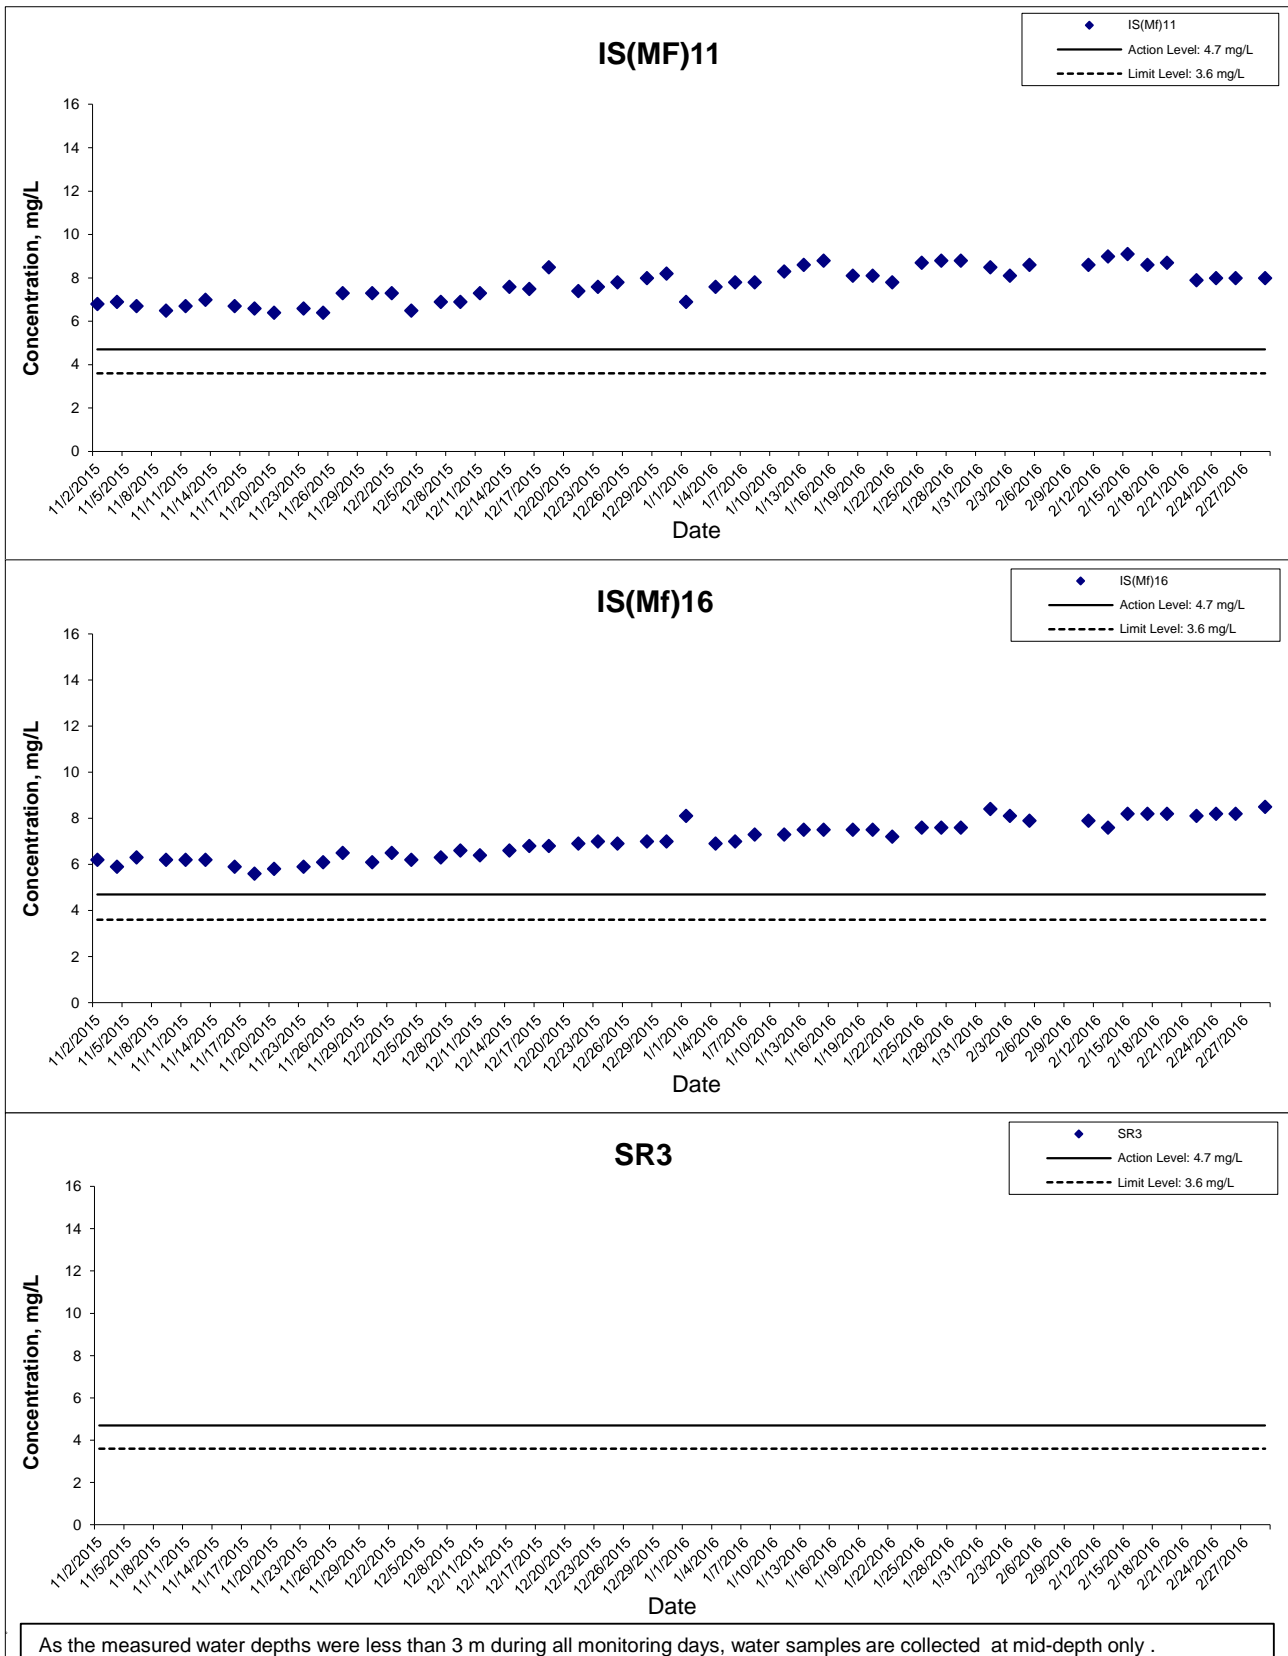 IS(MF)11
IS(Mf)11
Action Level: 4.7 mg/L
Limit Level: 3.6 mg/L
Concentration, mg/L
16
14
12
10
8
6
4
2
0
11/2/2015 11/5/2015 11/8/2015 11/11/2015 11/14/2015 11/17/2015 11/20/2015 11/23/2015 11/26/2015 11/29/2015 12/2/2015 12/5/2015 12/8/2015 12/11/2015 12/14/2015 12/17/2015 12/20/2015 12/23/2015 12/26/2015 12/29/2015 1/1/2016 1/4/2016 1/7/2016 1/10/2016 1/13/2016 1/16/2016 1/19/2016 1/22/2016 1/25/2016 1/28/2016 1/31/2016 2/3/2016 2/6/2016 2/9/2016 2/12/2016 2/15/2016 2/18/2016 2/21/2016 2/24/2016 2/27/2016
Date
IS(Mf)16
IS(Mf)16
Action Level: 4.7 mg/L
Limit Level: 3.6 mg/L
Concentration, mg/L
16
14
12
10
8
6
4
2
0
11/2/2015 11/5/2015 11/8/2015 11/11/2015 11/14/2015 11/17/2015 11/20/2015 11/23/2015 11/26/2015 11/29/2015 12/2/2015 12/5/2015 12/8/2015 12/11/2015 12/14/2015 12/17/2015 12/20/2015 12/23/2015 12/26/2015 12/29/2015 1/1/2016 1/4/2016 1/7/2016 1/10/2016 1/13/2016 1/16/2016 1/19/2016 1/22/2016 1/25/2016 1/28/2016 1/31/2016 2/3/2016 2/6/2016 2/9/2016 2/12/2016 2/15/2016 2/18/2016 2/21/2016 2/24/2016 2/27/2016
Date
SR3
SR3
Action Level: 4.7 mg/L
Limit Level: 3.6 mg/L
Concentration, mg/L
16
14
12
10
8
6
4
2
0
11/2/2015 11/5/2015 11/8/2015 11/11/2015 11/14/2015 11/17/2015 11/20/2015 11/23/2015 11/26/2015 11/29/2015 12/2/2015 12/5/2015 12/8/2015 12/11/2015 12/14/2015 12/17/2015 12/20/2015 12/23/2015 12/26/2015 12/29/2015 1/1/2016 1/4/2016 1/7/2016 1/10/2016 1/13/2016 1/16/2016 1/19/2016 1/22/2016 1/25/2016 1/28/2016 1/31/2016 2/3/2016 2/6/2016 2/9/2016 2/12/2016 2/15/2016 2/18/2016 2/21/2016 2/24/2016 2/27/2016
Date
As the measured water depths were less than 3 m during all monitoring days, water samples are collected at mid-depth only .